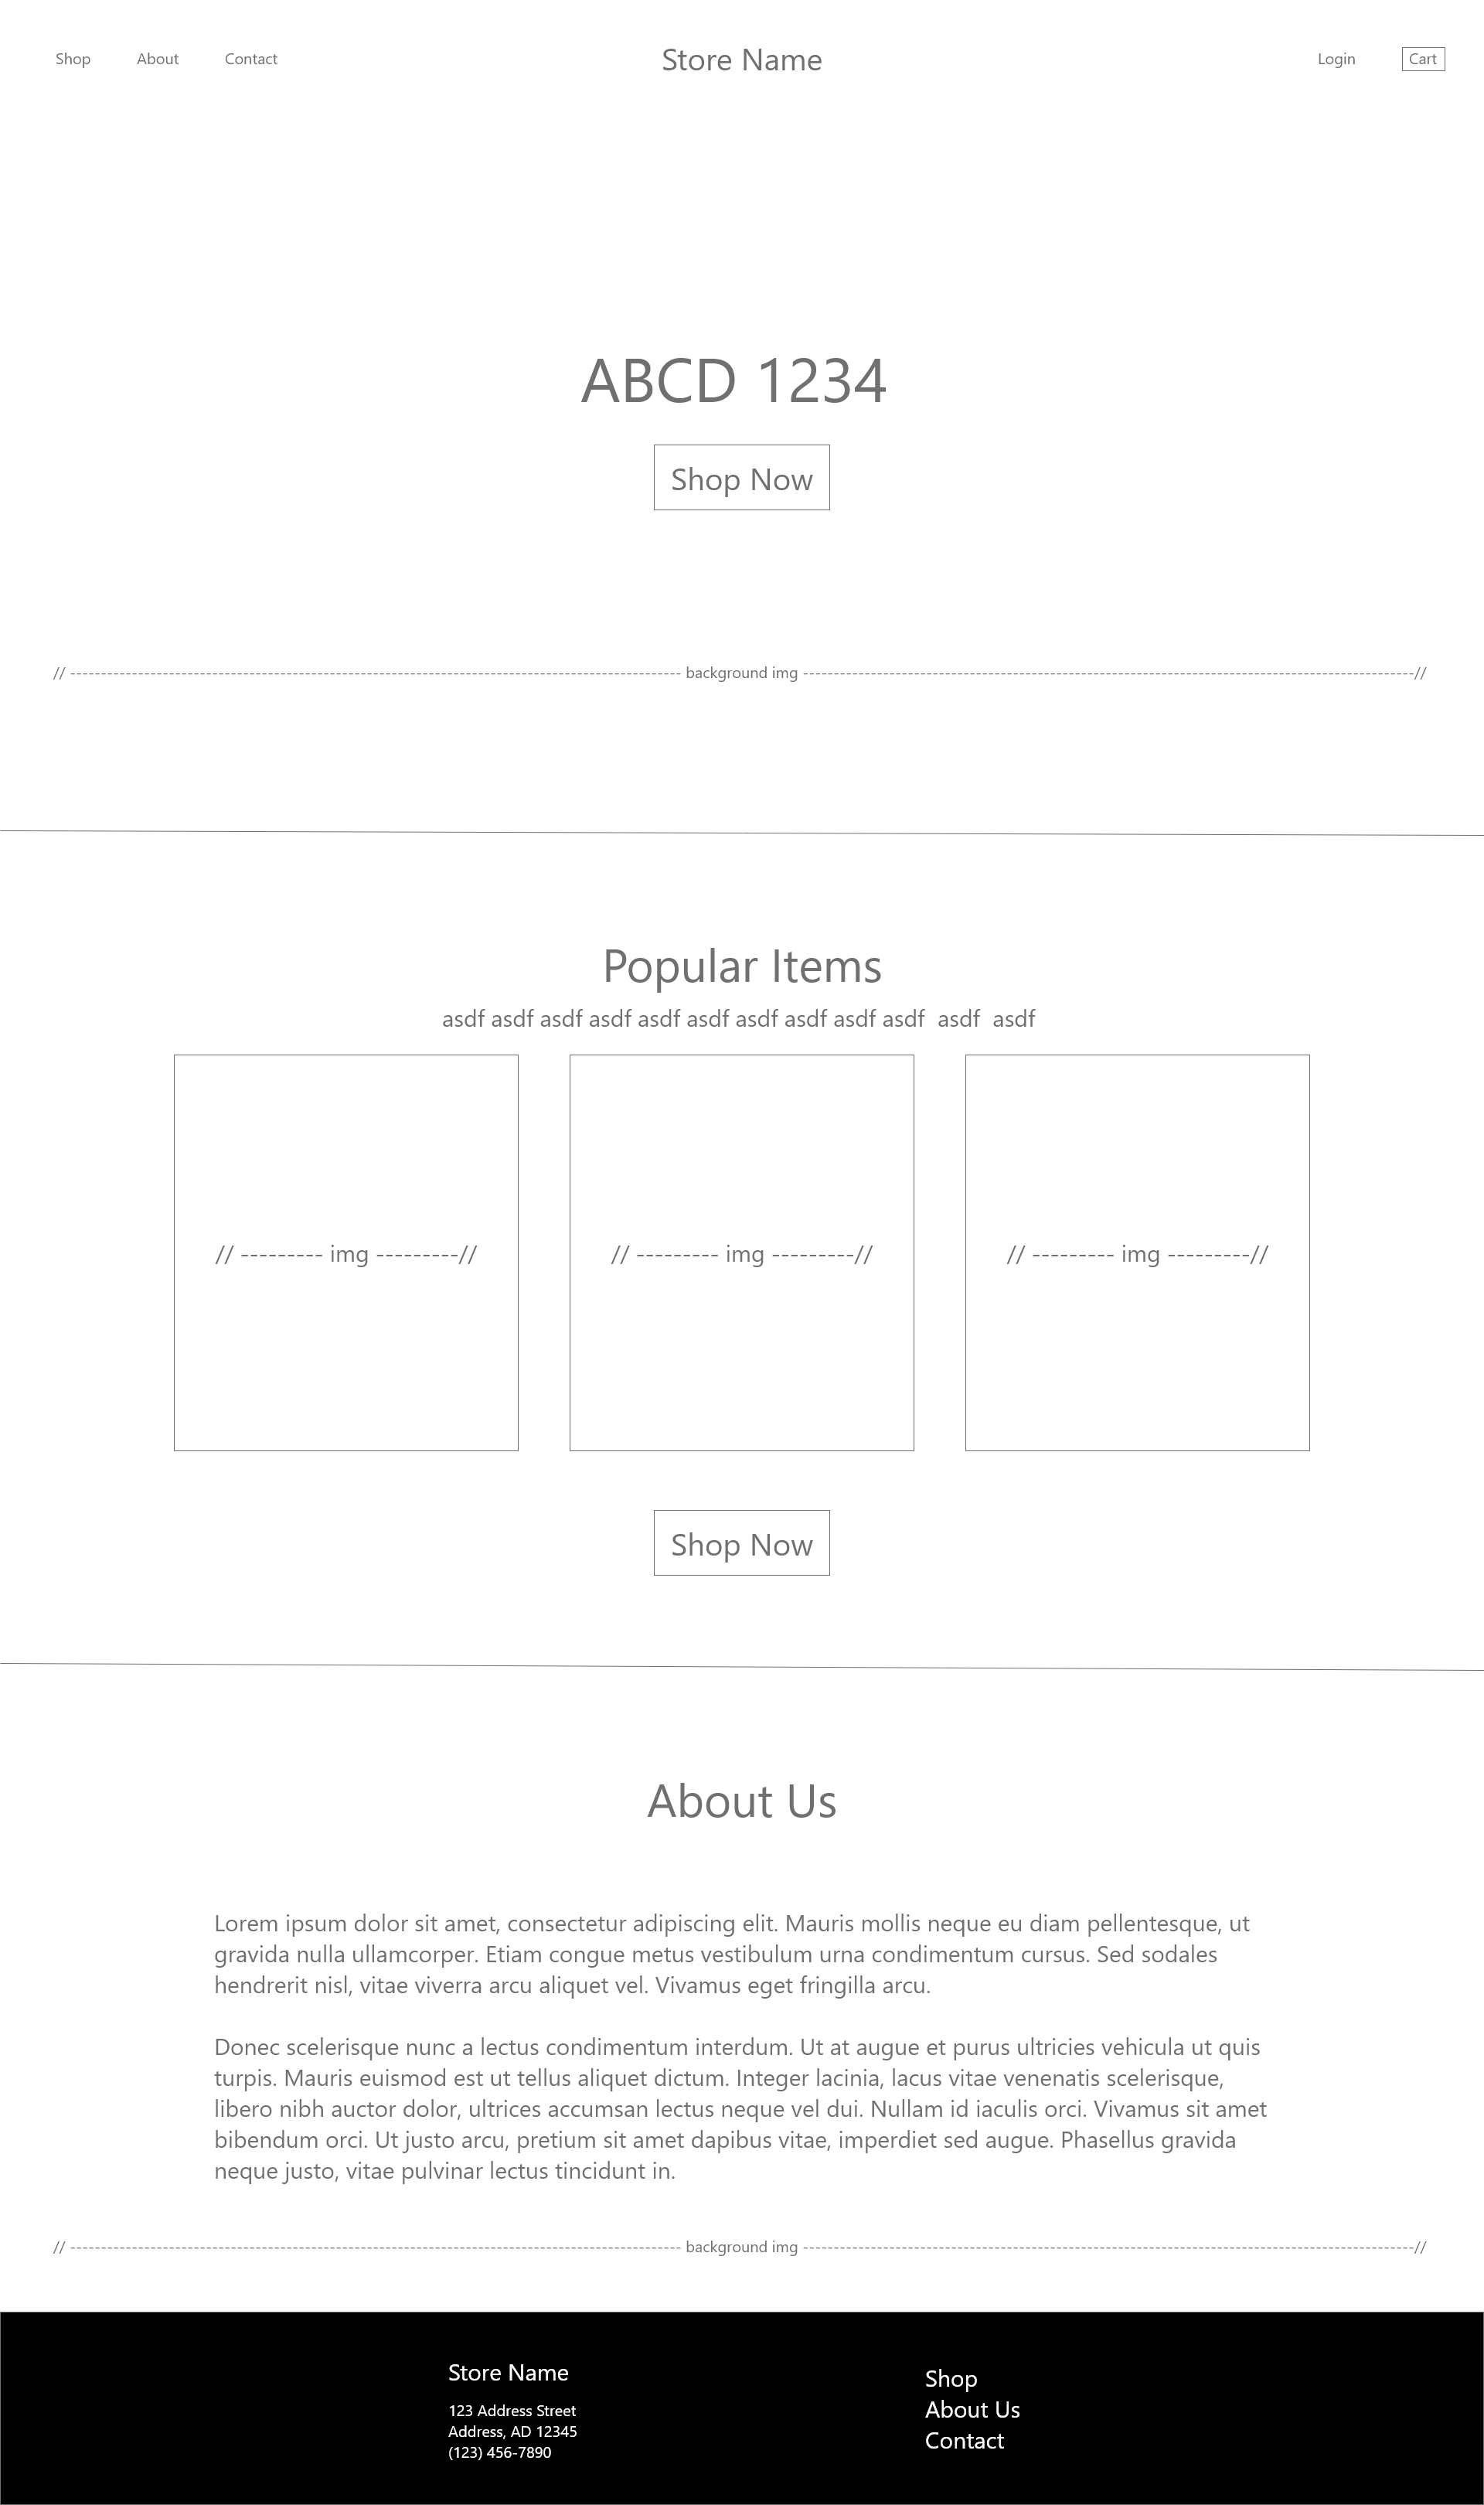 Shop About Contact Store Name Login Cart
ABCD 1234
Shop Now
// --------------------------------------------------------------------------------------------------- background img ---------------------------------------------------------------------------------------------------//
Popular Items
asdf asdf asdf asdf asdf asdf asdf asdf asdf asdf  asdf  asdf
// --------- img ---------// // --------- img ---------// // --------- img ---------//
Shop Now
About Us
Lorem ipsum dolor sit amet, consectetur adipiscing elit. Mauris mollis neque eu diam pellentesque, ut
gravida nulla ullamcorper. Etiam congue metus vestibulum urna condimentum cursus. Sed sodales
hendrerit nisl, vitae viverra arcu aliquet vel. Vivamus eget fringilla arcu.
Donec scelerisque nunc a lectus condimentum interdum. Ut at augue et purus ultricies vehicula ut quis
turpis. Mauris euismod est ut tellus aliquet dictum. Integer lacinia, lacus vitae venenatis scelerisque,
libero nibh auctor dolor, ultrices accumsan lectus neque vel dui. Nullam id iaculis orci. Vivamus sit amet
bibendum orci. Ut justo arcu, pretium sit amet dapibus vitae, imperdiet sed augue. Phasellus gravida
neque justo, vitae pulvinar lectus tincidunt in.
// --------------------------------------------------------------------------------------------------- background img ---------------------------------------------------------------------------------------------------//
Store Name
123 Address Street
Address, AD 12345
(123) 456-7890
Shop
About Us
Contact